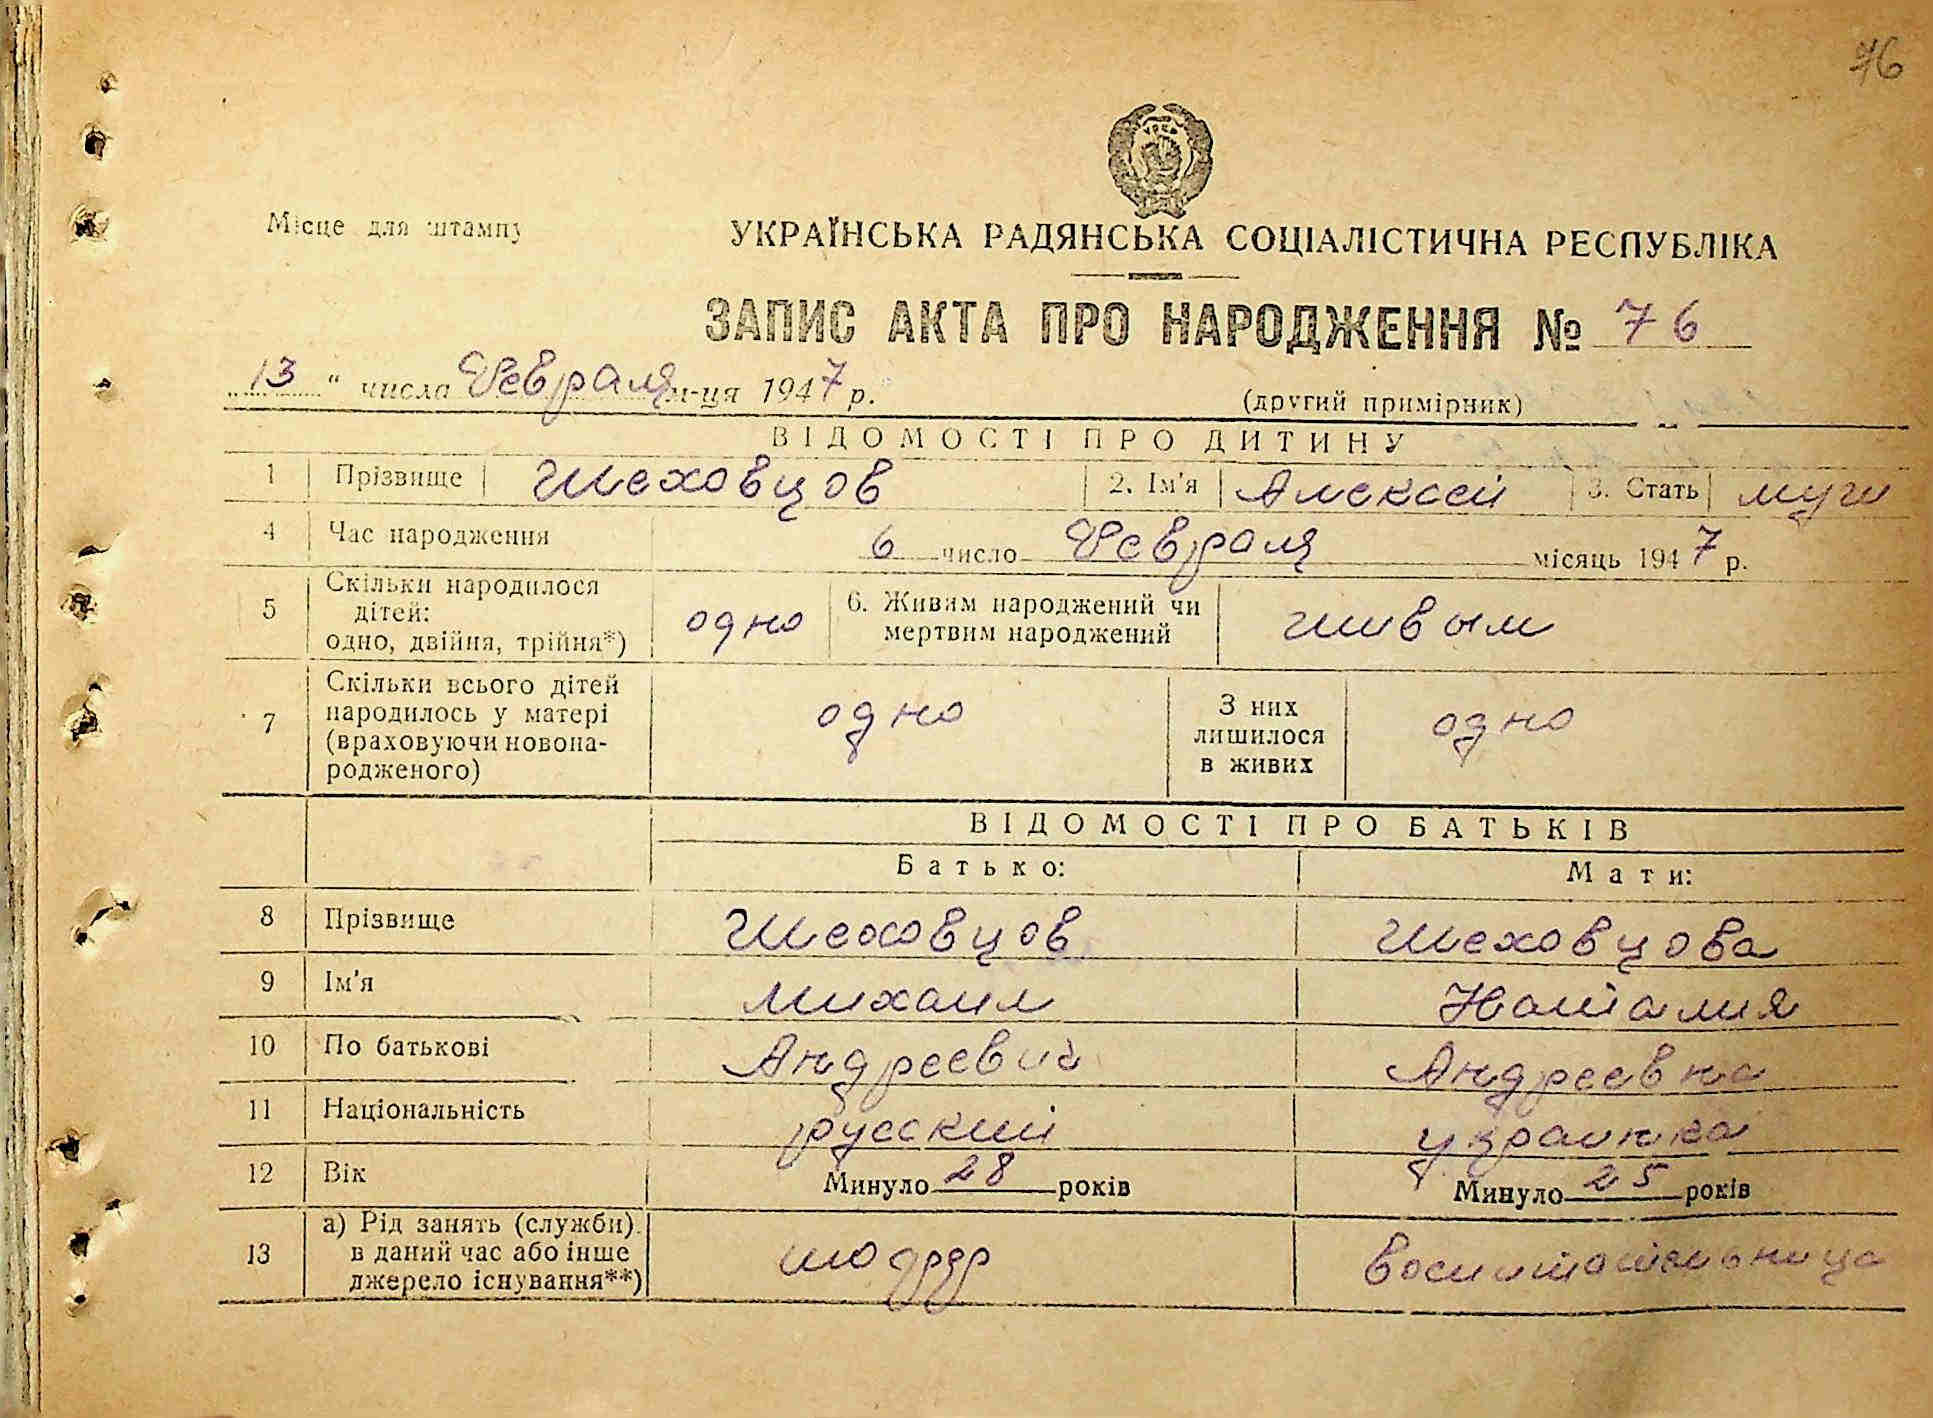 76
УРСР
Місце для штампу
УКРАЇНСЬКА РАДЯНСЬКА СОЦІАЛІСТИЧНА РЕСПУБЛІКА
ЗАПИС АКТА ПРО НАРОДЖЕННЯ № 76
13 " числа Февраля м-ця 1947 р.
(другий примірник)
ВІДОМОСТІ ПРО ДИТИНУ
1 Прізвище Шеховцов 2. Ім'я Алексей 3. Стать муж
4 Час народження 6 число Февраля місяць 1947 р.
5 Скільки народилося
дітей:
одно, двійня, трійня*) одно 6. Живим народжений чи
мертвим народжений живым
7 Скільки всього дітей
народилось у матері
(враховуючи новона-
родженого) одно З них
лишилося
в живих одно
ВІДОМОСТІ ПРО БАТЬКІВ
Батько: Мати:
8 Прізвище Шеховцов Шеховцова
9 Ім'я Михаил Наталия
10 По батькові Андреевич Андреевна
11 Національність русский украинка
12 Вік Минуло 28 років Минуло 25 років
13 а) Рід занять (служби)
в даний час або інше
джерело існування**) воспитательница